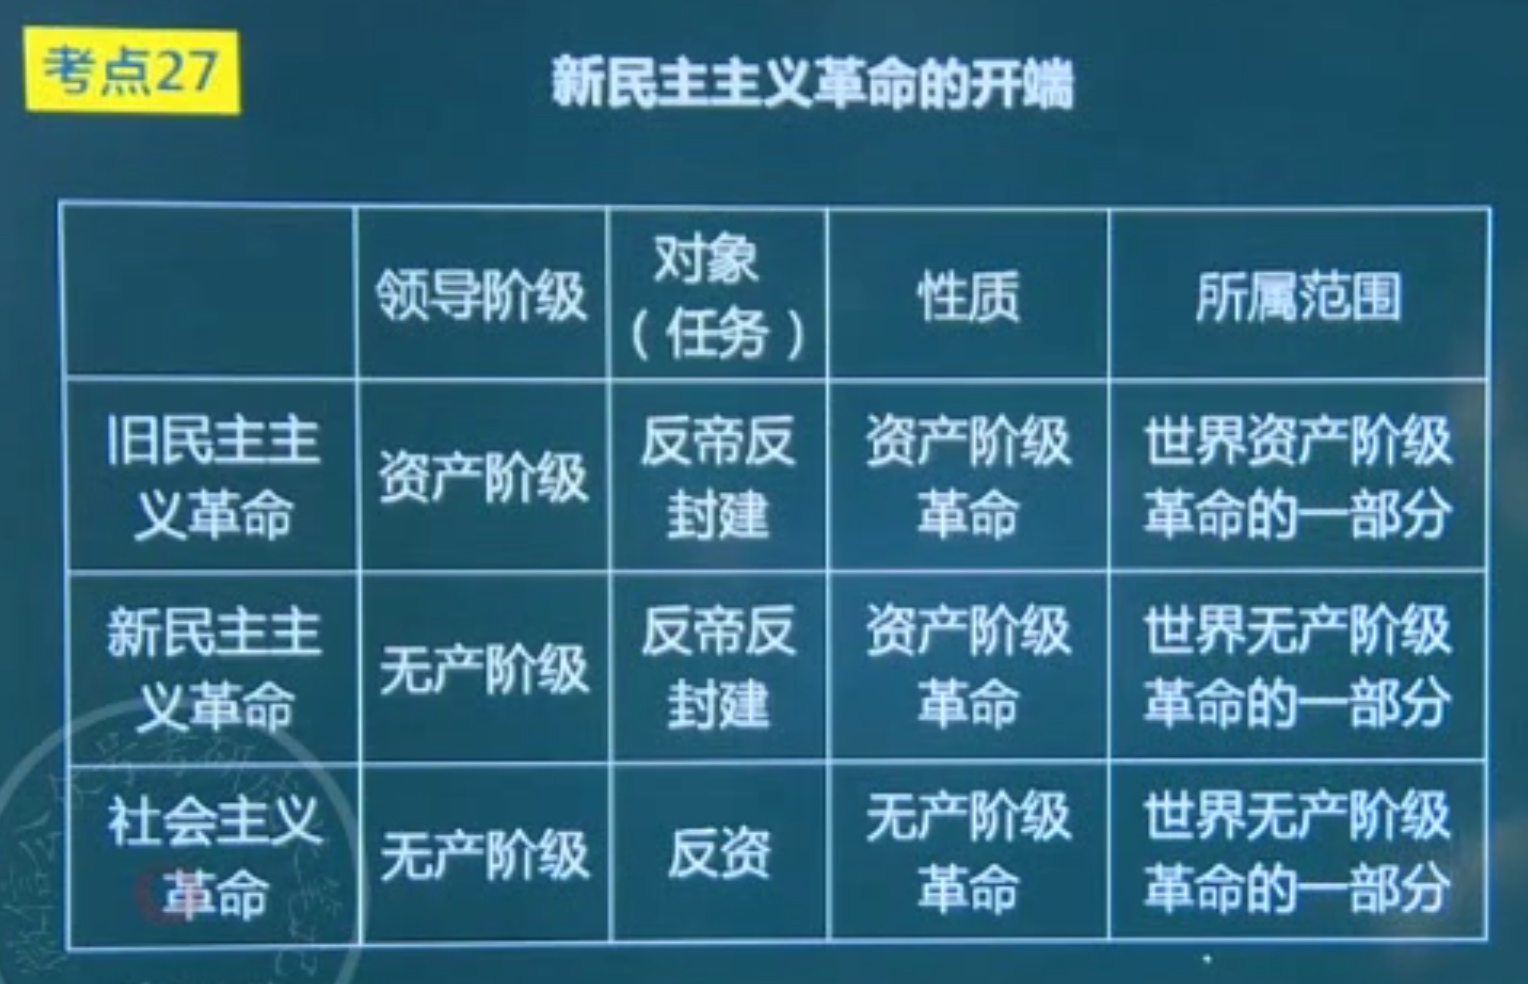 考点27
新民主主义革命的开端
领导阶级
对象
（任务）
性质
所属范围
旧民主主
义革命
资产阶级
反帝反
封建
资产阶级
革命
世界资产阶级
革命的一部分
新民主主
义革命
无产阶级
反帝反
封建
资产阶级
革命
世界无产阶级
革命的一部分
社会主义
革命
无产阶级
反资
无产阶级
革命
世界无产阶级
革命的一部分